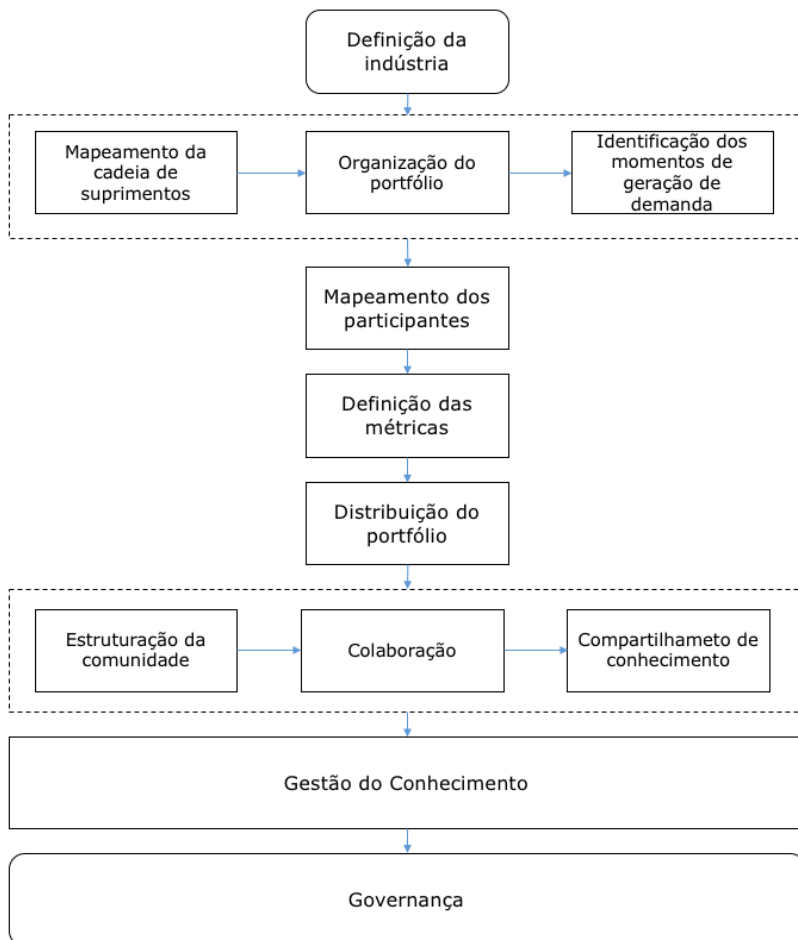 Definição da
indústria
Mapeamento da
cadeia de
suprimentos
Organização do
portfólio
Identificação dos
momentos de
geração de
demanda
Mapeamento dos
participantes
Definição das
métricas
Distribuição do
portfólio
Estruturação da
comunidade
Colaboração
Compartilhameto de
conhecimento
Gestão do Conhecimento
Governança